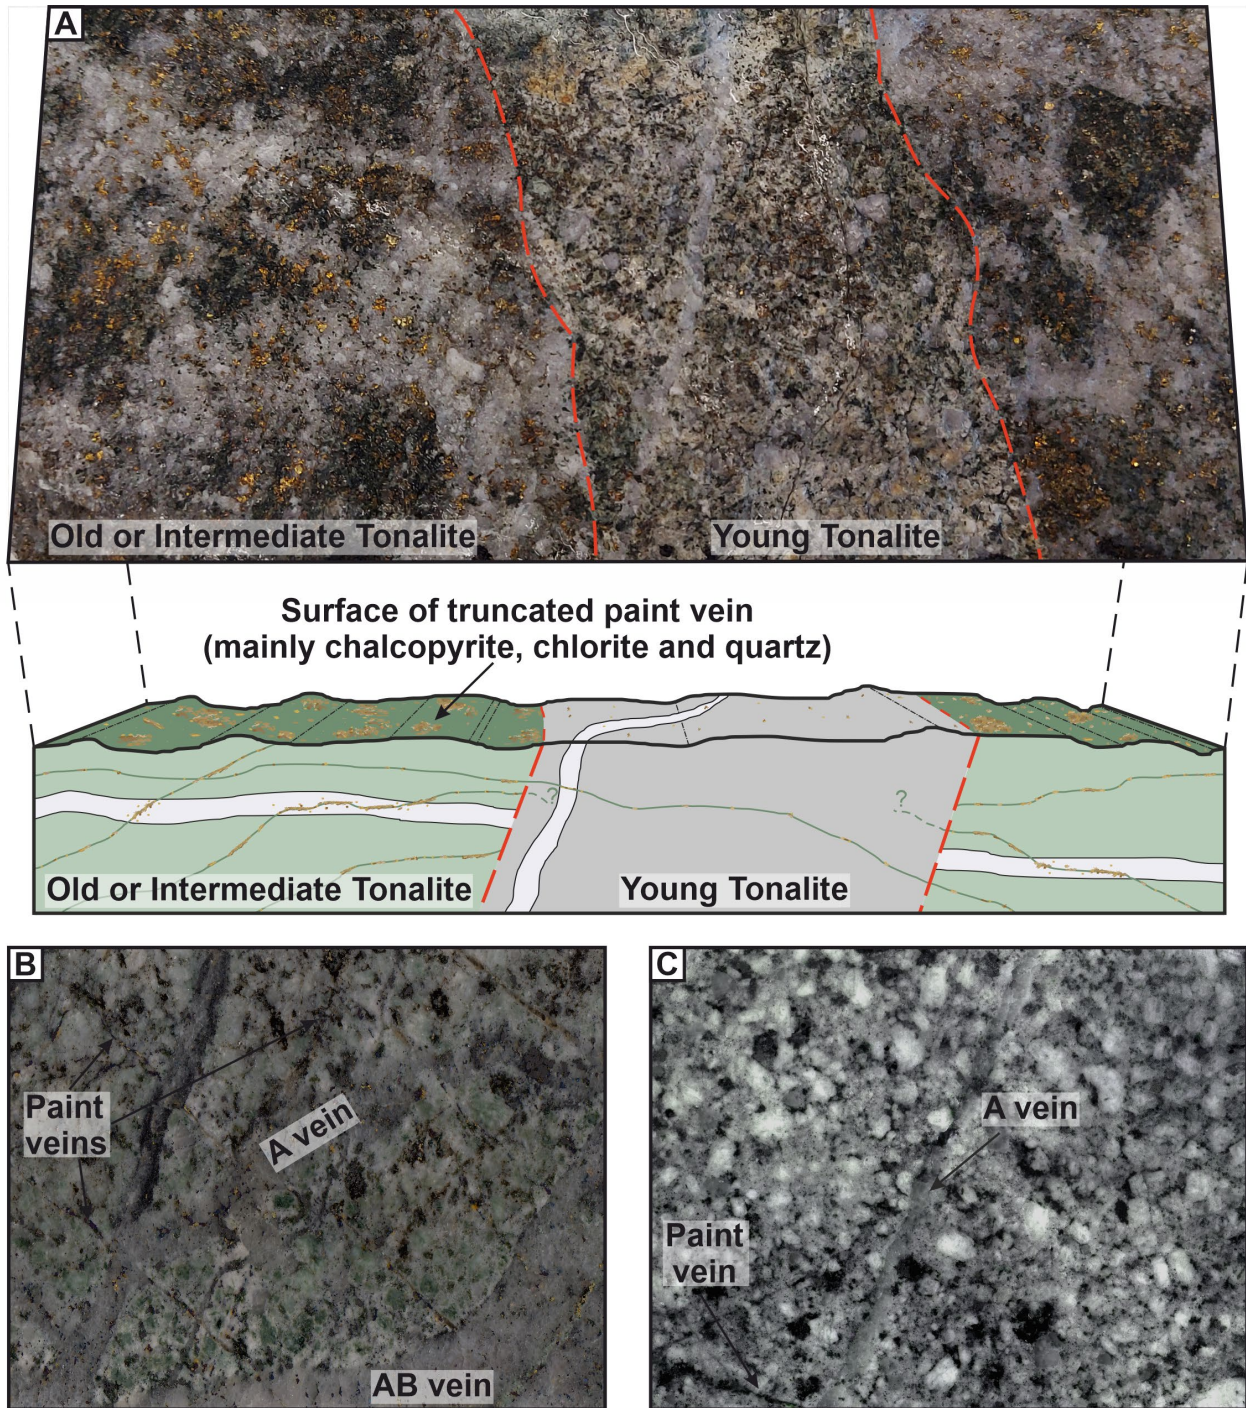 A
Old or Intermediate Tonalite
Young Tonalite
Surface of truncated paint vein
(mainly chalcopyrite, chlorite and quartz)
?
?
Old or Intermediate Tonalite
Young Tonalite
B
Paint
veins
A vein
AB vein
C
A vein
Paint
vein